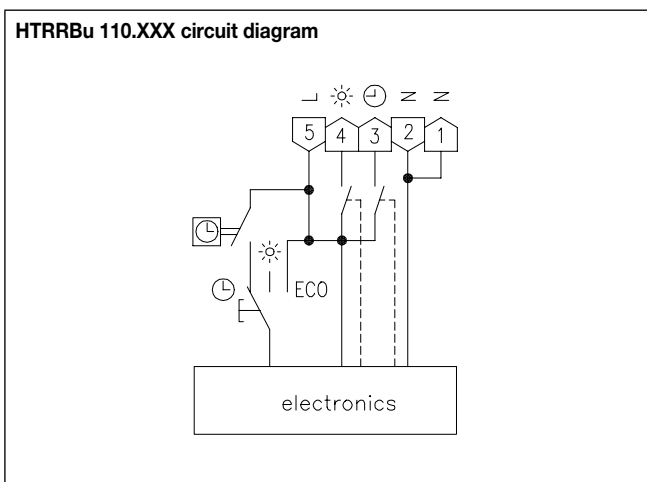 HTRRBu 110.XXX circuit diagram
L N N
5 4 3 2 1
ECO
electronics